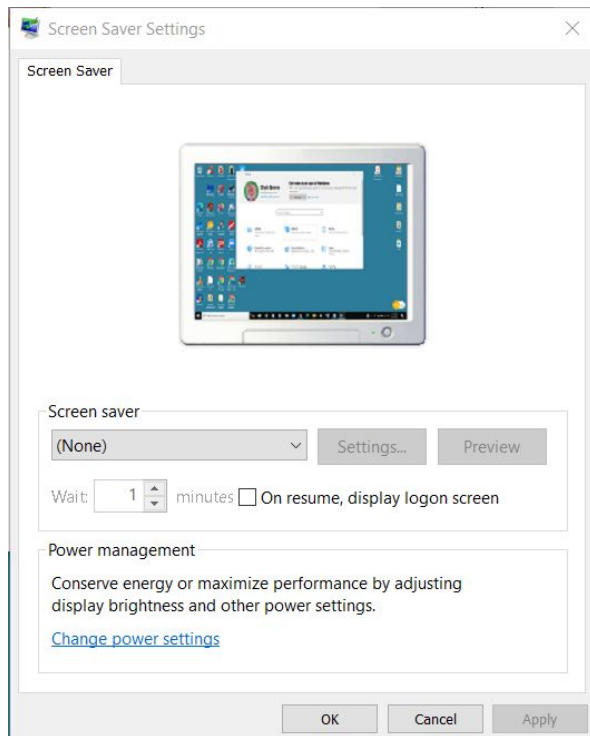 Screen Saver Settings
Screen Saver
Screen saver
(None)
Settings...
Preview
Wait:
1
minutes
On resume, display logon screen
Power management
Conserve energy or maximize performance by adjusting
display brightness and other power settings.
Change power settings
OK
Cancel
Apply